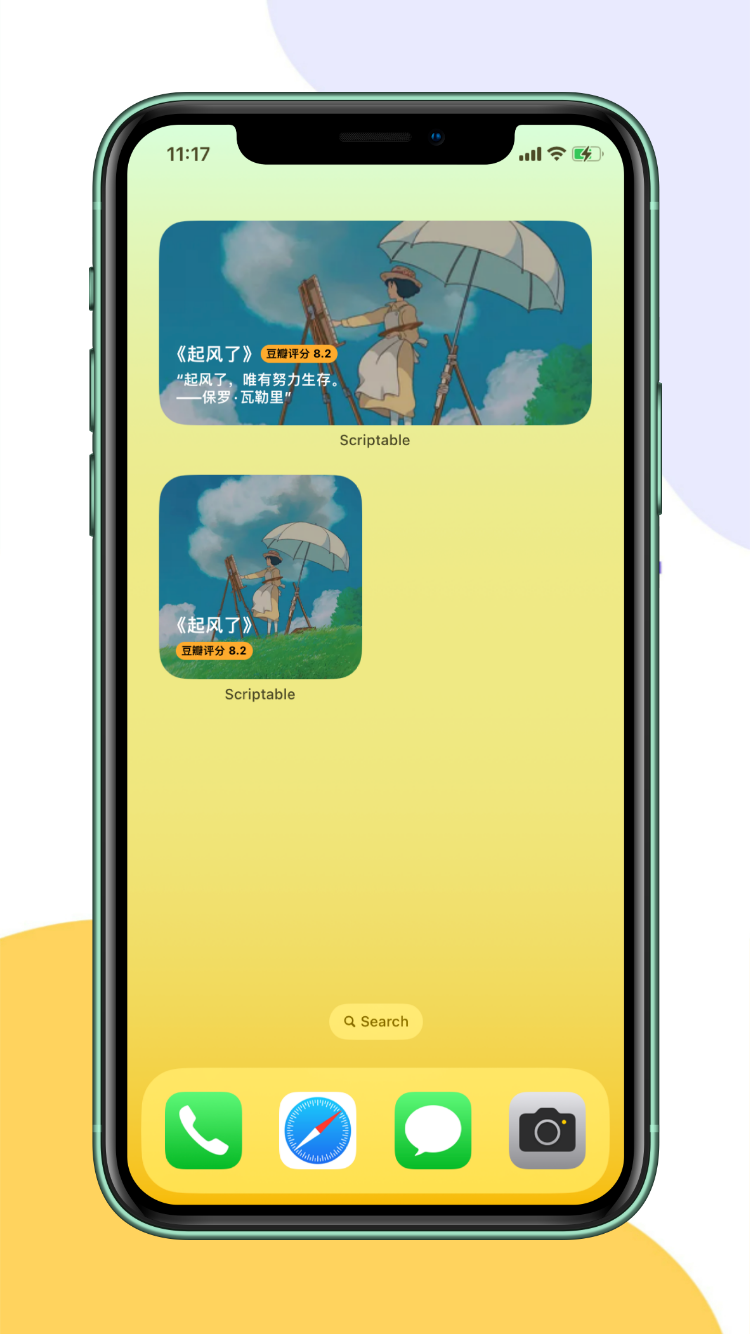 11:17
《起风了》 豆瓣评分 8.2
“起风了，唯有努力生存。
——保罗·瓦勒里”
Scriptable
《起风了》
豆瓣评分 8.2
Scriptable
Search